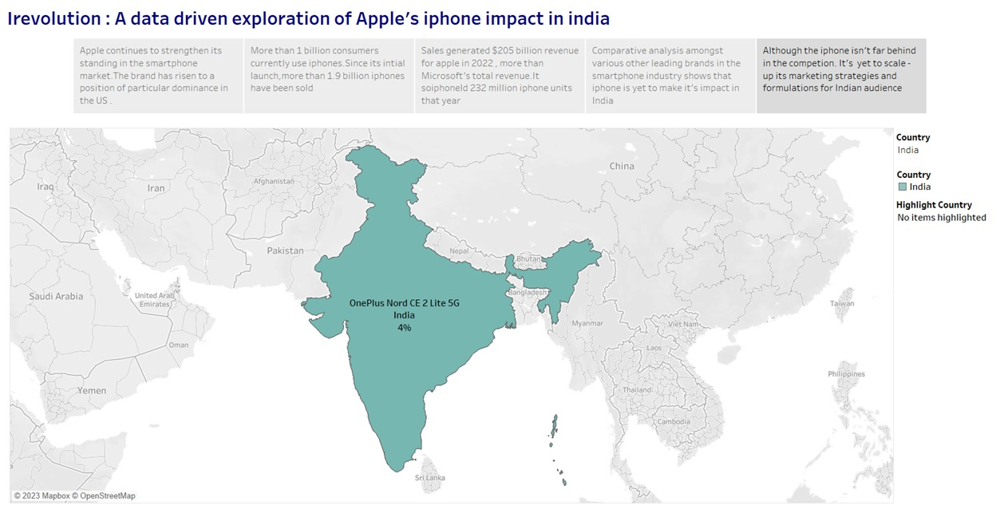 Irevolution : A data driven exploration of Apple's iphone impact in india
Apple continues to strengthen its
standing in the smartphone
market.The brand has risen to a
position of particular dominance in
the US .
More than 1 billion consumers
currently use iphones.Since its intial
launch,more than 1.9 billion iphones
have been sold
Sales generated $205 billion revenue
for apple in 2022 , more than
Microsoft's total revenue.It
soiphoneld 232 million iphone units
that year
Comparative analysis amongst
various other leading brands in the
smartphone industry shows that
iphone is yet to make it's impact in
India
Although the iphone isn't far behind
in the competion. It's  yet to scale -
up its marketing strategies and
formulations for Indian audience
Country
India
Country
India
Highlight Country
No items highlighted
China
Iraq
Iran
Afghanistan
Pakistan
Nepal
Bhutan
Bangladesh
Saudi Arabia
United Arab
Emirates
Oman
Yemen
OnePlus Nord CE 2 Lite 5G
India
4%
Myanmar
Taiwan
Viet Nam
Laos
Thailand
Cambodia
Philippines
Sri Lanka
© 2023 Mapbox © OpenStreetMap